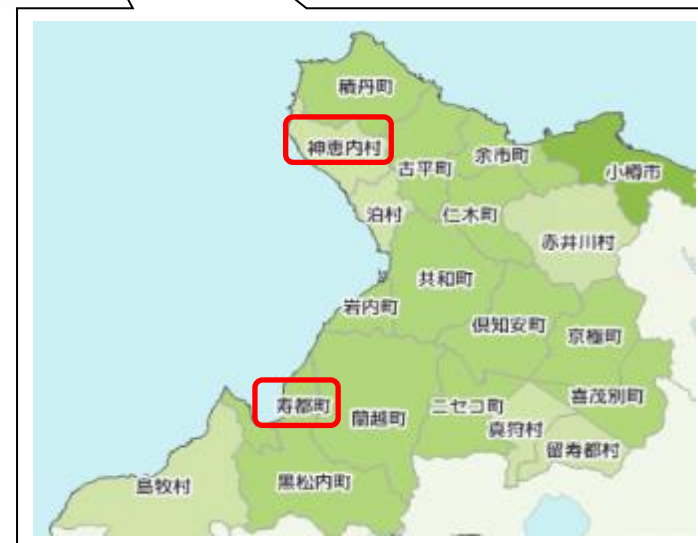 積丹町
神恵内村
古平町
余市町
小樽市
泊村
仁木町
赤井川村
共和町
岩内町
倶知安町
京極町
寿都町
蘭越町
ニセコ町
喜茂別町
真狩村
留寿都村
島牧村
黒松内町